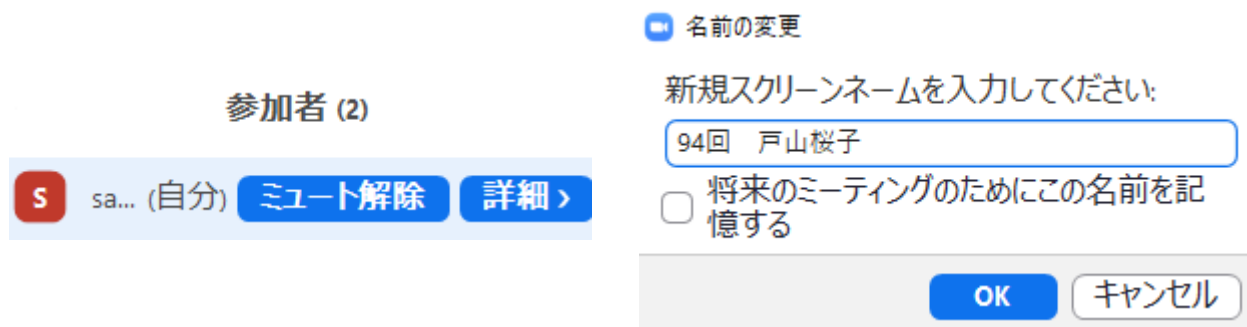 参加者 (2)
S sa... (自分) ミュート解除 詳細 ›
名前の変更
新規スクリーンネームを入力してください:
94回　戸山桜子
将来のミーティングのためにこの名前を記
憶する
OK キャンセル